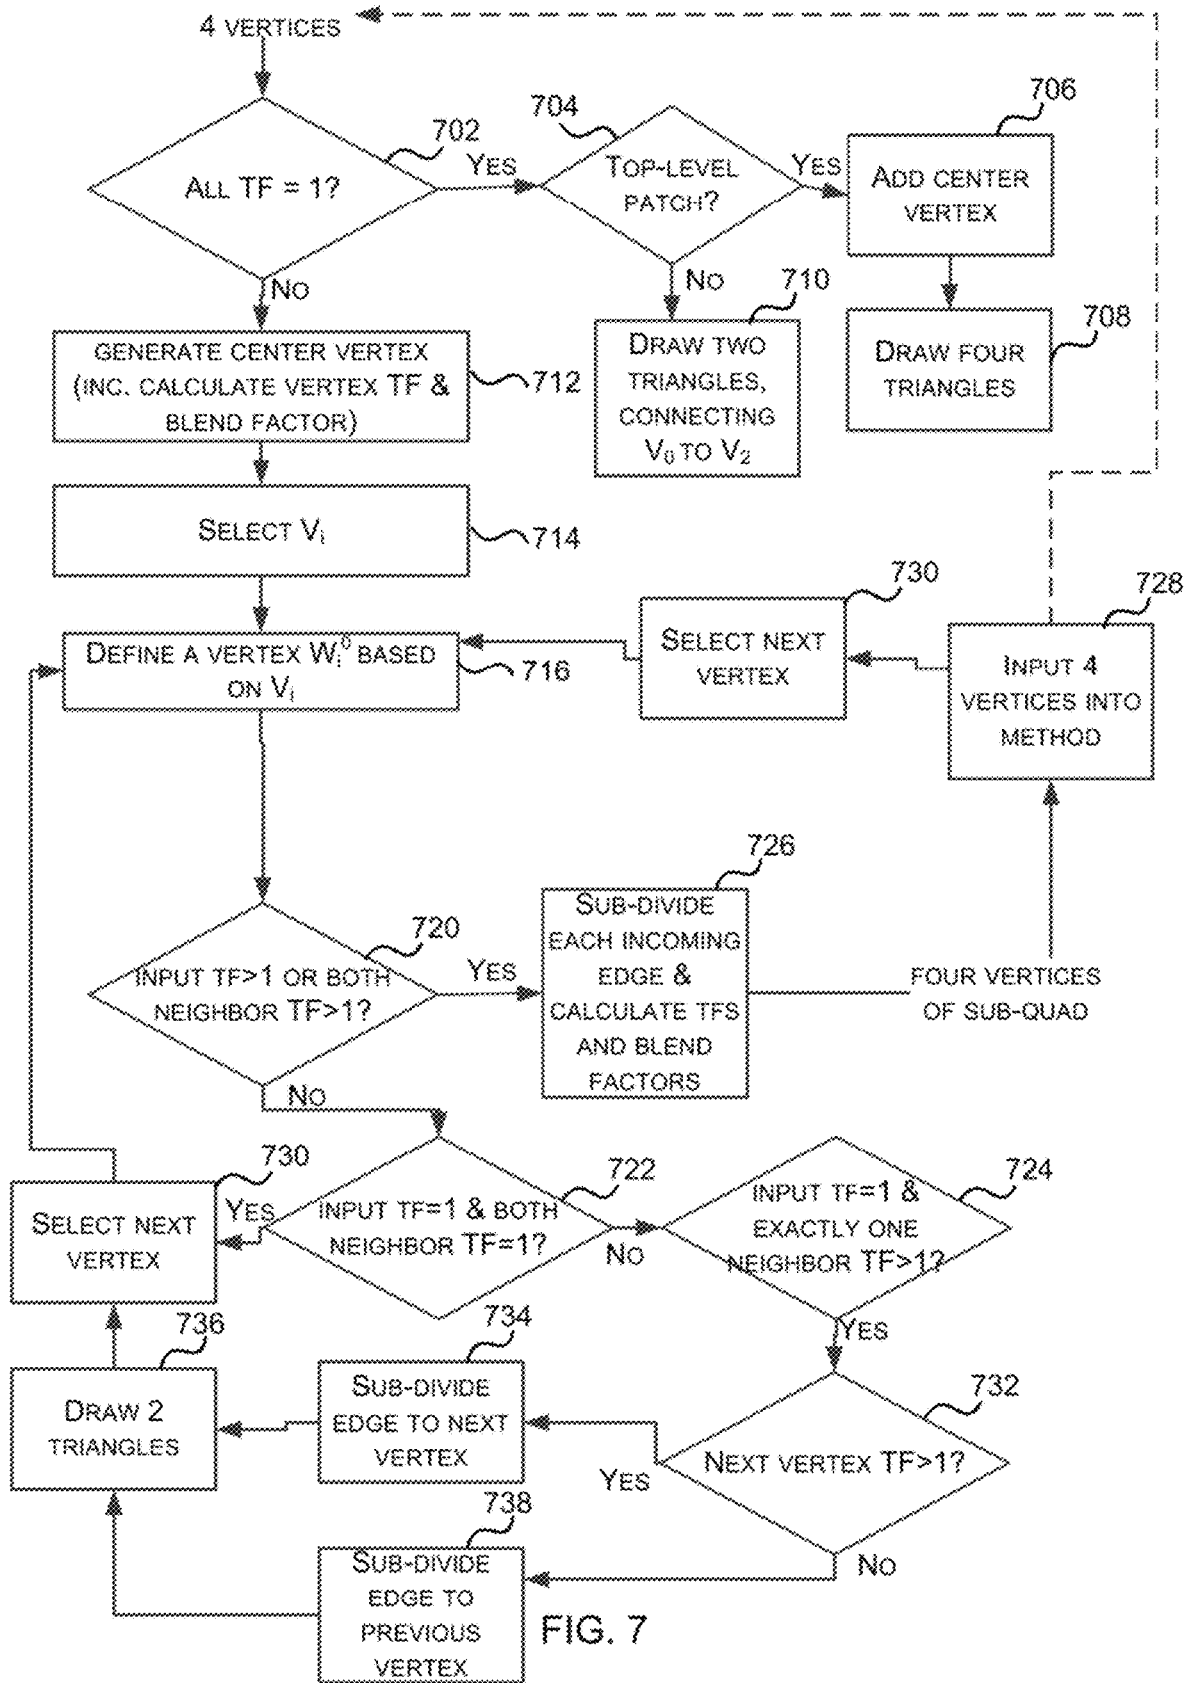 4 VERTICES
702
ALL TF = 1?
YES
704
TOP-LEVEL
PATCH?
YES
706
ADD CENTER
VERTEX
NO
NO
710
708
GENERATE CENTER VERTEX
(INC. CALCULATE VERTEX TF &
BLEND FACTOR)
712
DRAW TWO
TRIANGLES,
CONNECTING
V₀ TO V₂
DRAW FOUR
TRIANGLES
SELECT Vᵢ
714
730
728
DEFINE A VERTEX Wᵢ⁰ BASED
ON Vᵢ
716
SELECT NEXT
VERTEX
INPUT 4
VERTICES INTO
METHOD
726
720
INPUT TF>1 OR BOTH
NEIGHBOR TF>1?
YES
SUB-DIVIDE
EACH INCOMING
EDGE &
CALCULATE TFS
AND BLEND
FACTORS
FOUR VERTICES
OF SUB-QUAD
NO
730
722
724
SELECT NEXT
VERTEX
YES
INPUT TF=1 & BOTH
NEIGHBOR TF=1?
NO
INPUT TF=1 &
EXACTLY ONE
NEIGHBOR TF>1?
YES
736
734
732
DRAW 2
TRIANGLES
SUB-DIVIDE
EDGE TO NEXT
VERTEX
YES
NEXT VERTEX TF>1?
NO
738
SUB-DIVIDE
EDGE TO
PREVIOUS
VERTEX
FIG. 7